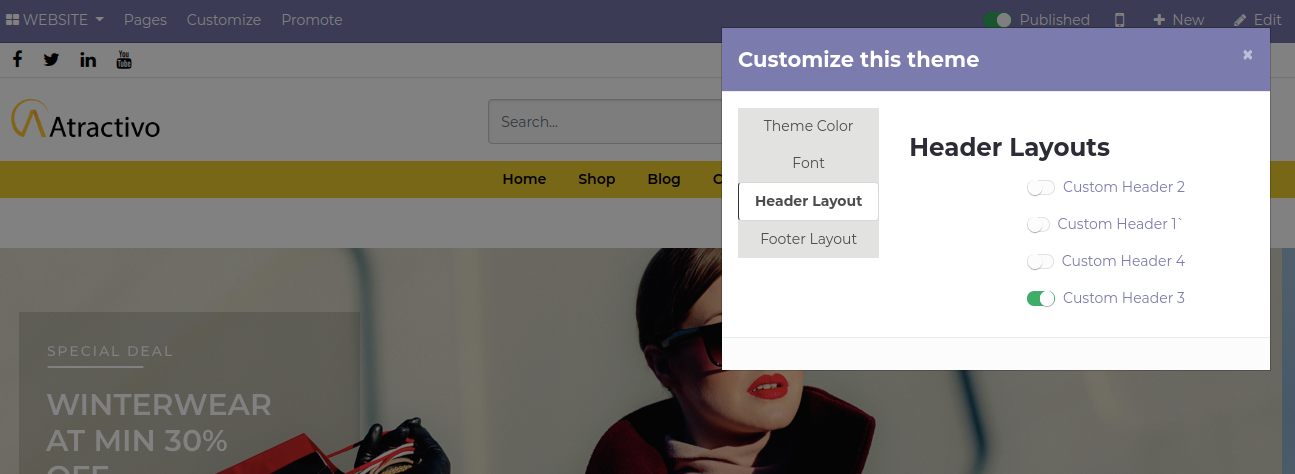 WEBSITE Pages Customize Promote Published New Edit
You Tube
Atractivo
Search...
Home Shop Blog
SPECIAL DEAL
WINTERWEAR
AT MIN 30%
OFF
Customize this theme ×
Theme Color
Font
Header Layout
Footer Layout
Header Layouts
Custom Header 2
Custom Header 1`
Custom Header 4
Custom Header 3